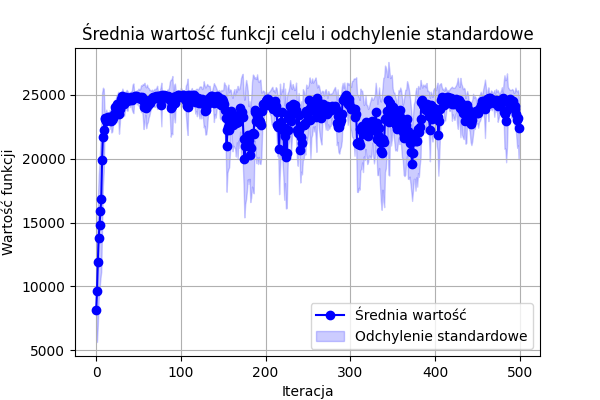 Średnia wartość funkcji celu i odchylenie standardowe
Wartość funkcji
25000
20000
15000
10000
5000
0
100
200
300
400
500
Iteracja
Średnia wartość
Odchylenie standardowe